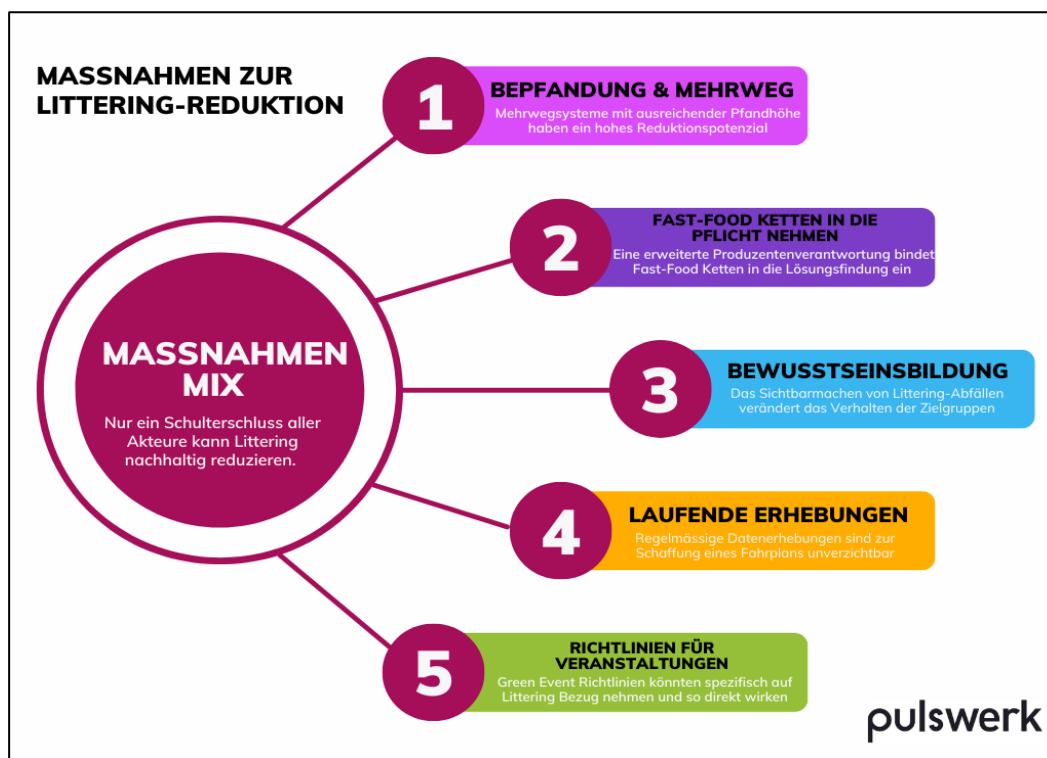 MASSNAHMEN ZUR
LITTERING-REDUKTION
1
BEPFANDUNG & MEHRWEG
Mehrwegsysteme mit ausreichender Pfandhöhe
haben ein hohes Reduktionspotenzial
2
FAST-FOOD KETTEN IN DIE
PFLICHT NEHMEN
Eine erweiterte Produzentenverantwortung bindet
Fast-Food Ketten in die Lösungsfindung ein
MASSNAHMEN
MIX
Nur ein Schulterschluss aller
Akteure kann Littering
nachhaltig reduzieren.
3
BEWUSSTSEINSBILDUNG
Das Sichtbarmachen von Littering-Abfällen
verändert das Verhalten der Zielgruppen
4
LAUFENDE ERHEBUNGEN
Regelmässige Datenerhebungen sind zur
Schaffung eines Fahrplans unverzichtbar
5
RICHTLINIEN FÜR
VERANSTALTUNGEN
Green Event Richtlinien könnten spezifisch auf
Littering Bezug nehmen und so direkt wirken
pulswerk